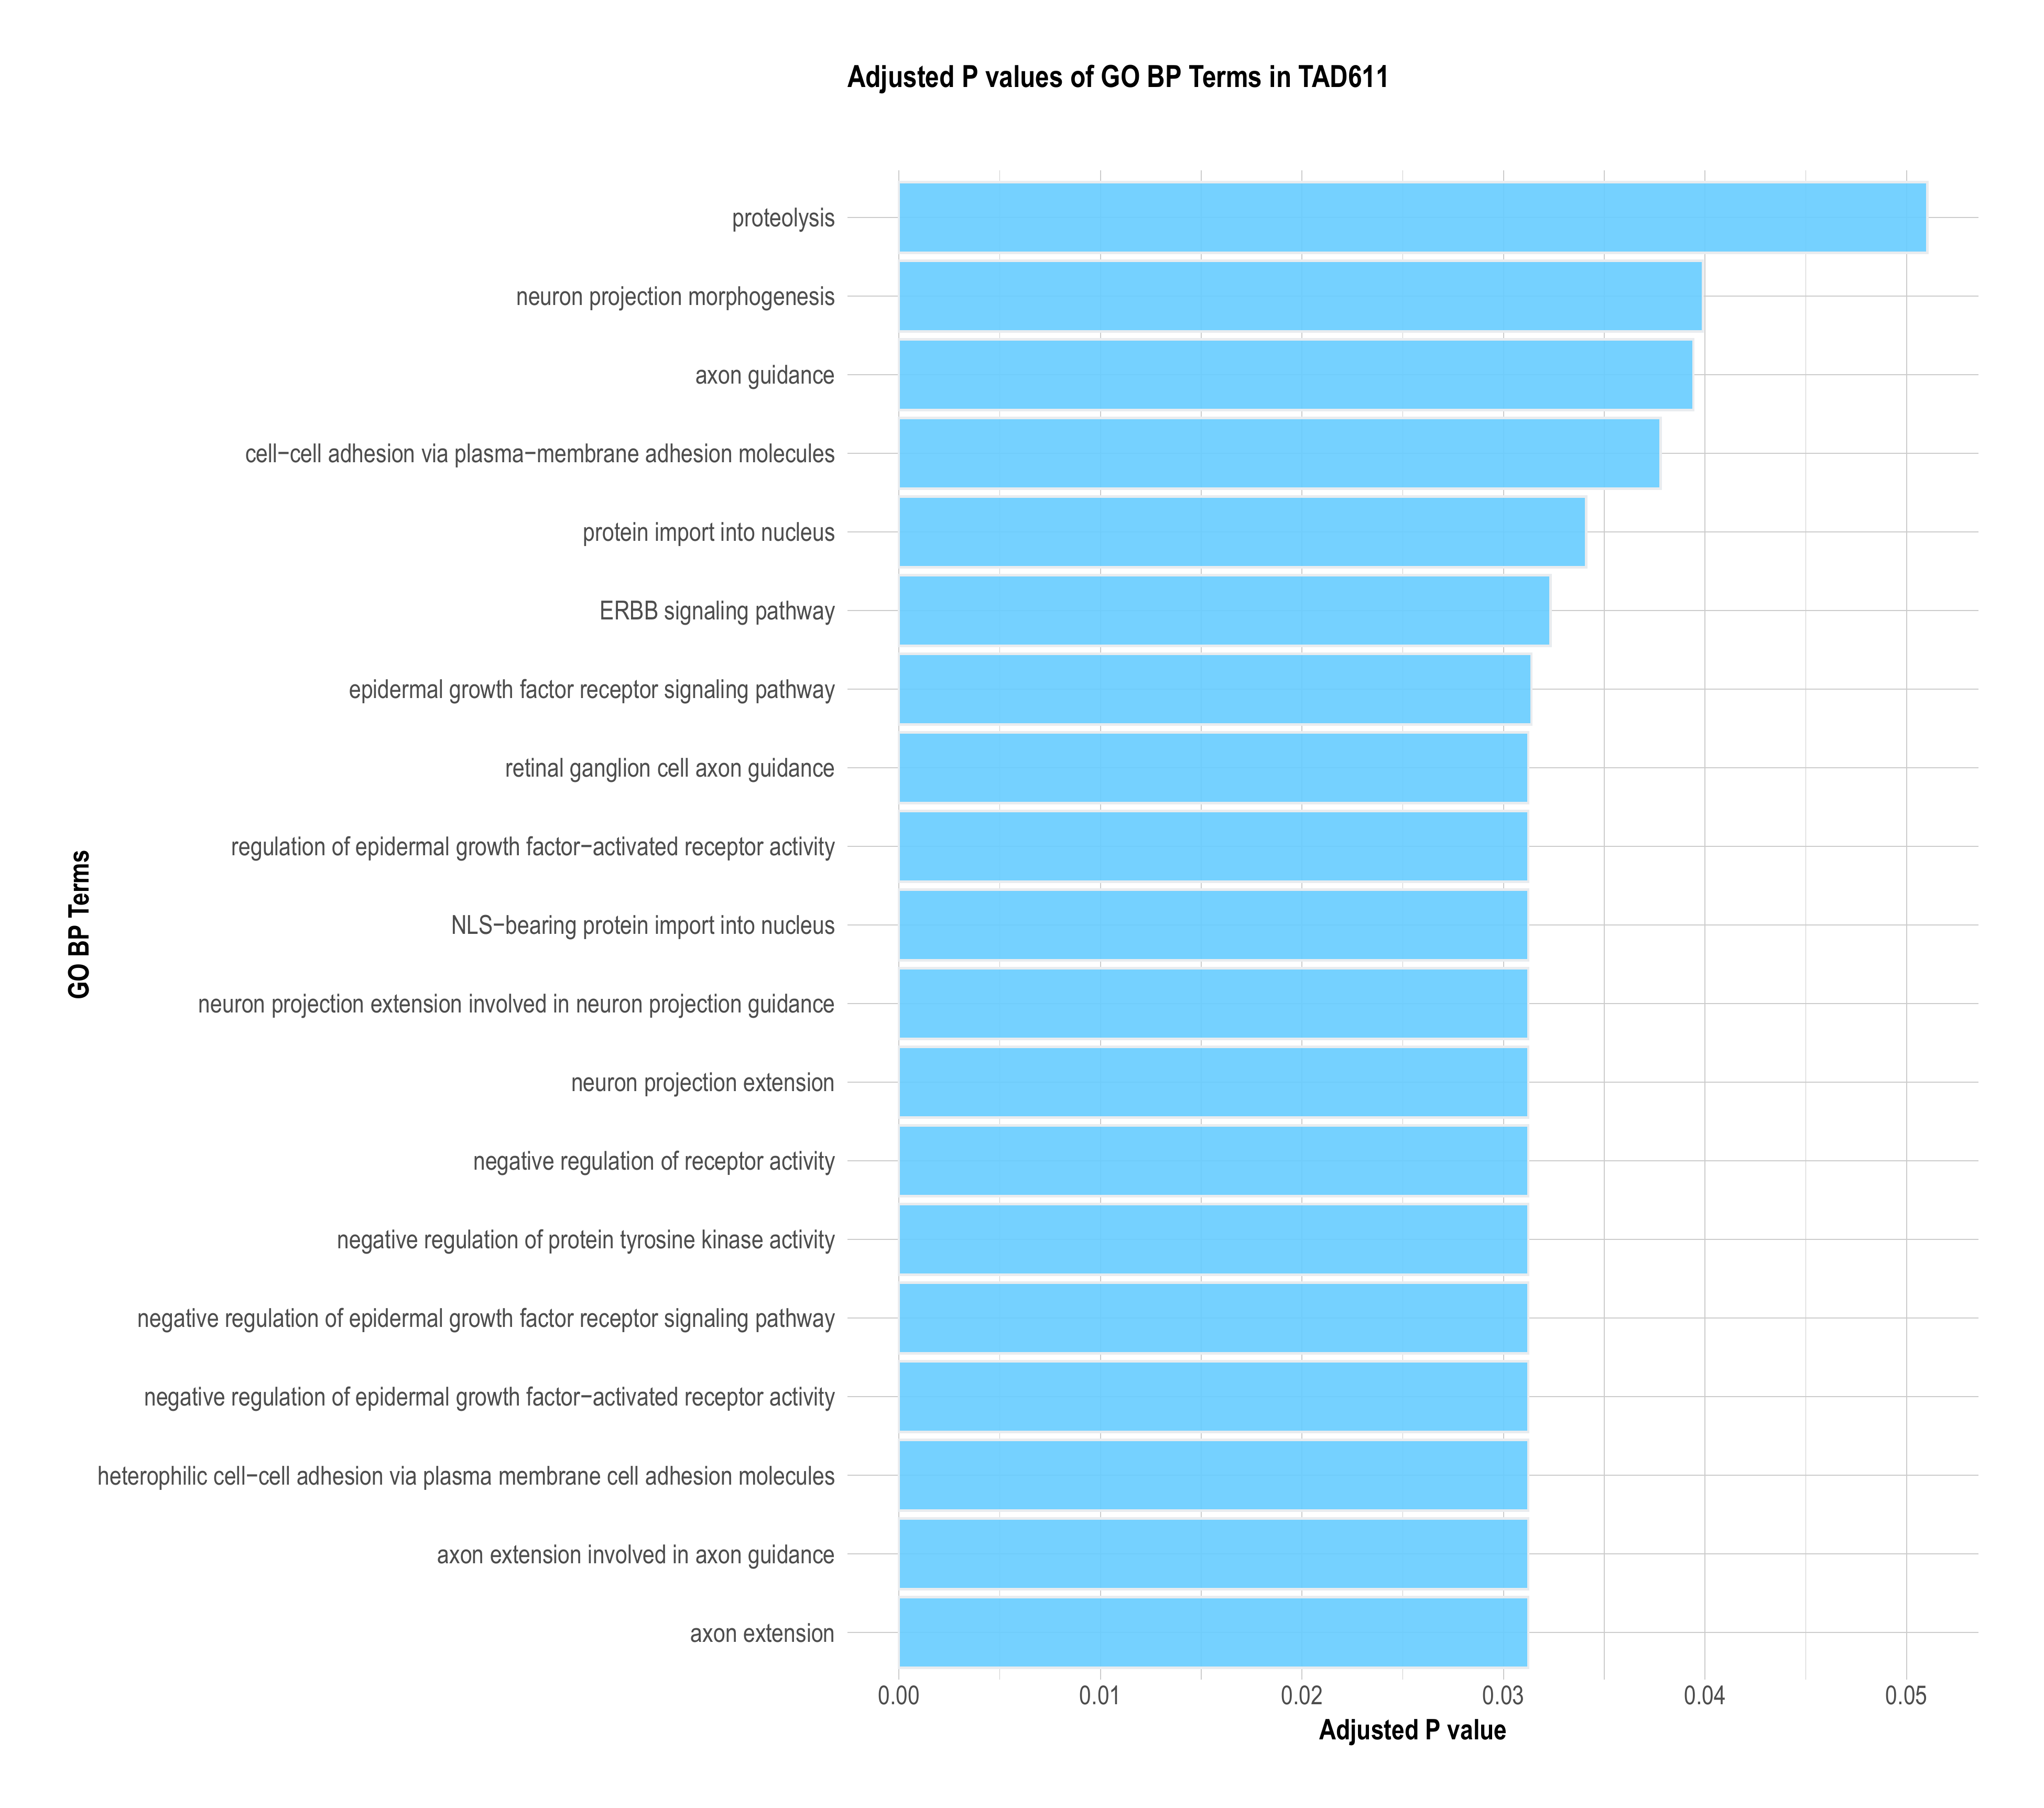 Adjusted P values of GO BP Terms in TAD611
proteolysis
neuron projection morphogenesis
axon guidance
cell−cell adhesion via plasma−membrane adhesion molecules
protein import into nucleus
ERBB signaling pathway
epidermal growth factor receptor signaling pathway
retinal ganglion cell axon guidance
regulation of epidermal growth factor−activated receptor activity
NLS−bearing protein import into nucleus
neuron projection extension involved in neuron projection guidance
neuron projection extension
negative regulation of receptor activity
negative regulation of protein tyrosine kinase activity
negative regulation of epidermal growth factor receptor signaling pathway
negative regulation of epidermal growth factor−activated receptor activity
heterophilic cell−cell adhesion via plasma membrane cell adhesion molecules
axon extension involved in axon guidance
axon extension
GO BP Terms
0.00 0.01 0.02 0.03 0.04 0.05
Adjusted P value